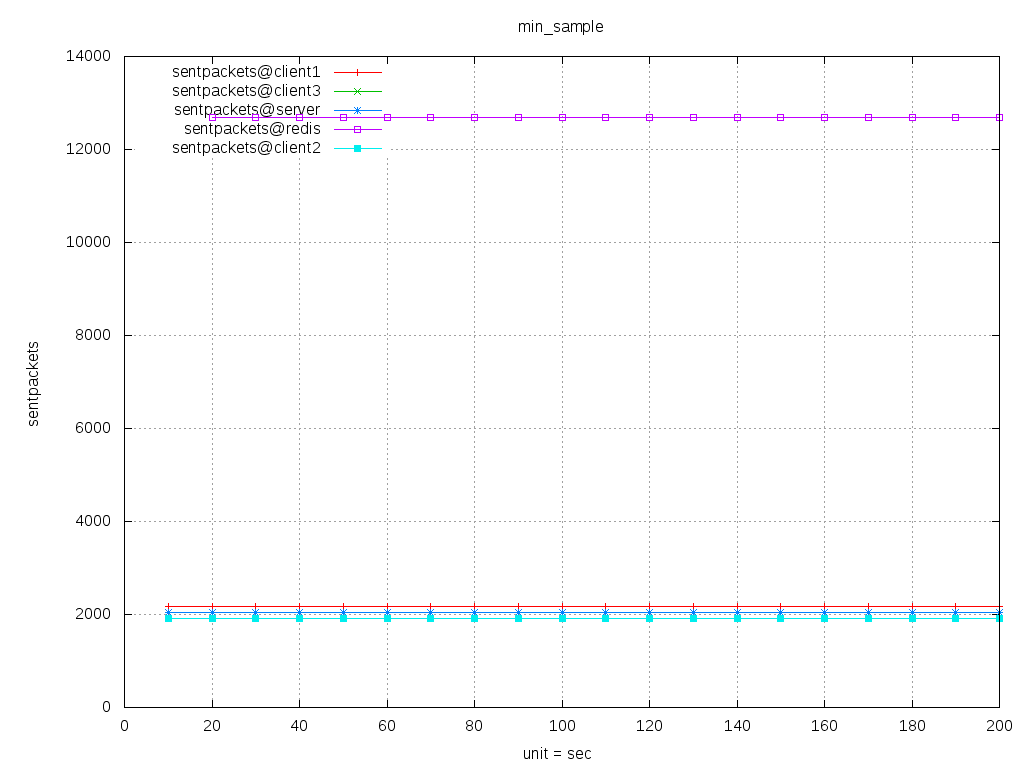 min_sample
14000
12000
10000
8000
6000
4000
2000
0
sentpackets
sentpackets@client1
sentpackets@client3
sentpackets@server
sentpackets@redis
sentpackets@client2
0 20 40 60 80 100 120 140 160 180 200
unit = sec